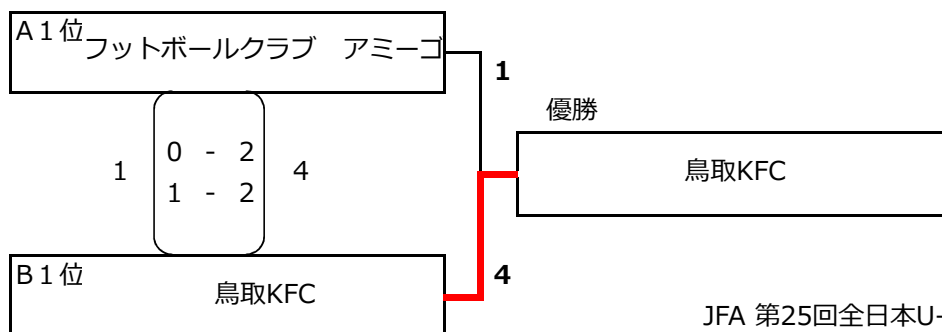 A１位
フットボールクラブ　アミーゴ
1
優勝
0 - 2
1
4
鳥取KFC
1 - 2
B１位
鳥取KFC
4
JFA 第25回全日本U-